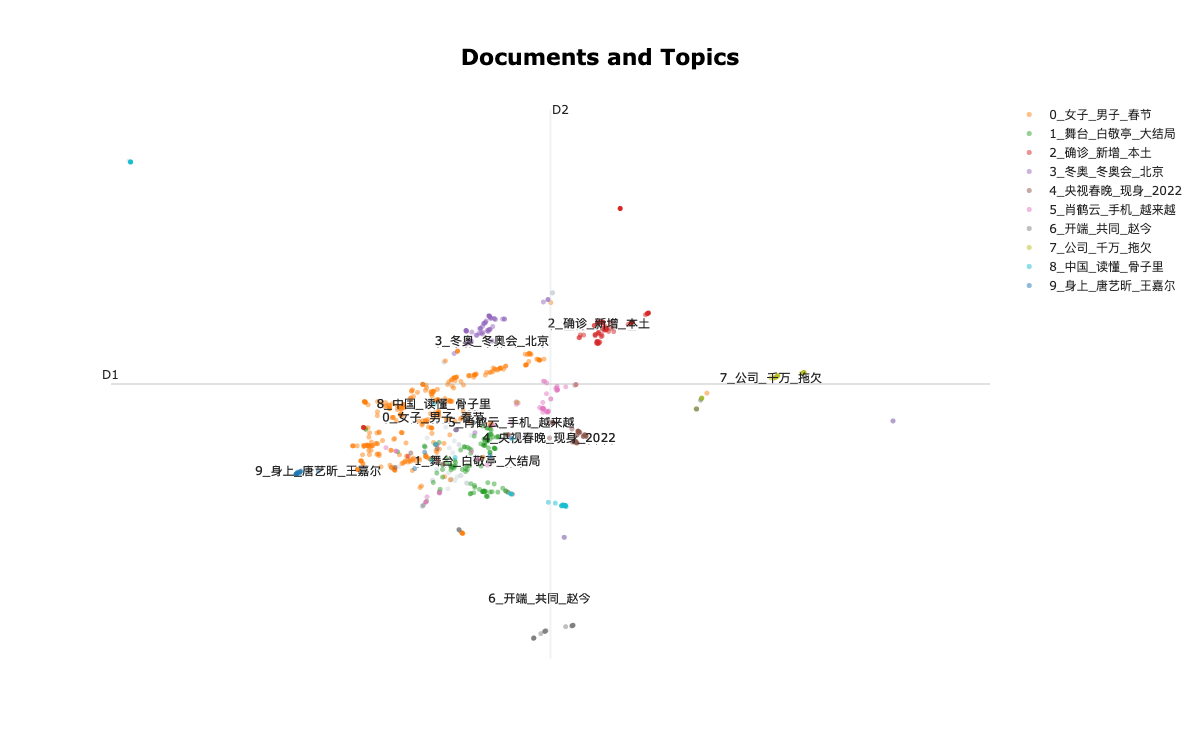 Documents and Topics
D2
0_女子_男子_春节
1_舞台_白敬亭_大结局
2_确诊_新增_本土
3_冬奥_冬奥会_北京
4_央视春晚_现身_2022
5_肖鹤云_手机_越来越
6_开端_共同_赵今
7_公司_千万_拖欠
8_中国_读懂_骨子里
9_身上_唐艺昕_王嘉尔
2_确诊_新增_本土
3_冬奥_冬奥会_北京
D1
7_公司_千万_拖欠
8_中国_读懂_骨子里
0_女子_男子_春节
5_肖鹤云_手机_越来越
4_央视春晚_现身_2022
1_舞台_白敬亭_大结局
9_身上_唐艺昕_王嘉尔
6_开端_共同_赵今